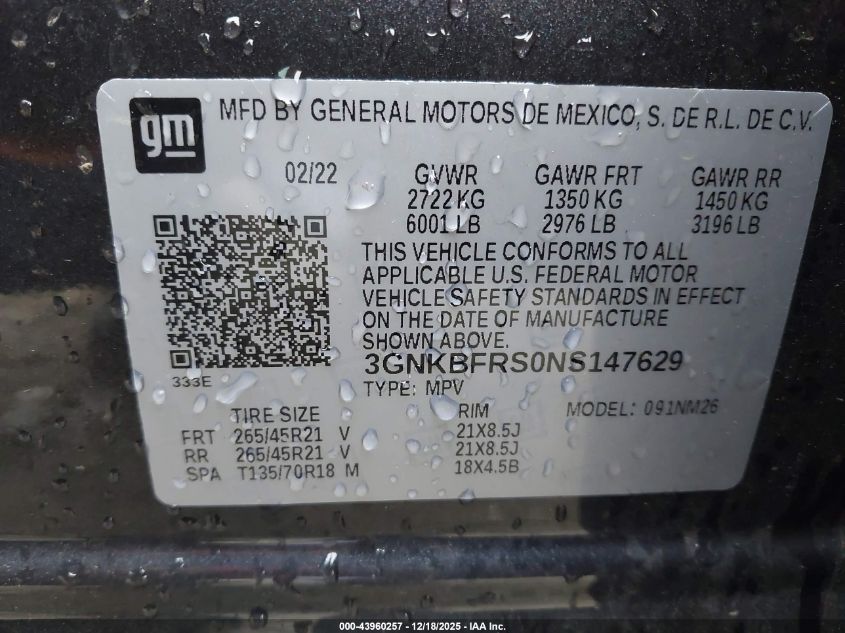 gm
MFD BY GENERAL MOTORS DE MEXICO, S. DE R.L. DE C.V.
02/22 GVWR GAWR FRT GAWR RR
2722 KG 1350 KG 1450 KG
6001 LB 2976 LB 3196 LB
THIS VEHICLE CONFORMS TO ALL
APPLICABLE U.S. FEDERAL MOTOR
VEHICLE SAFETY STANDARDS IN EFFECT
ON THE DATE OF MANUFACTURE
SHOWN ABOVE.
3GNKBFRS0NS147629
333E
TYPE: MPV
TIRE SIZE RIM MODEL: 091NM26
FRT 265/45R21 V 21X8.5J
RR 265/45R21 V 21X8.5J
SPA T135/70R18 M 18X4.5B
000-43960257 - 12/18/2025 - IAA Inc.